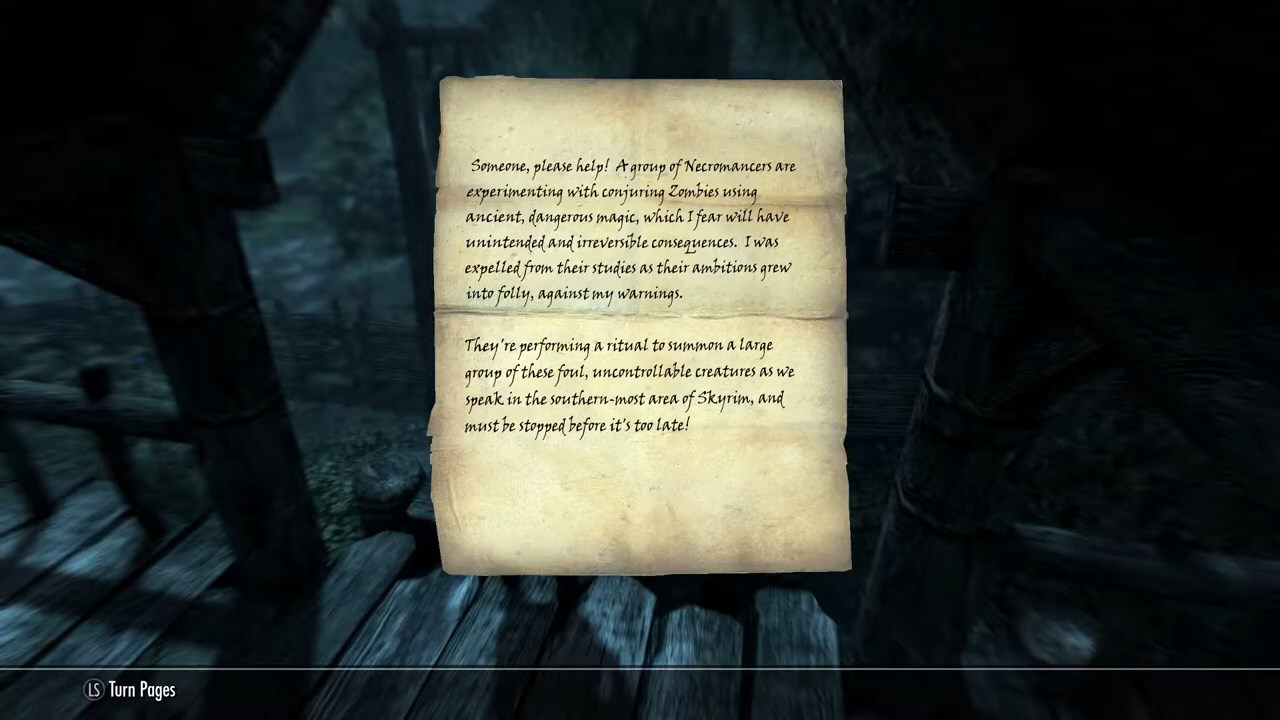 Someone, please help! A group of Necromancers are
experimenting with conjuring Zombies using
ancient, dangerous magic, which I fear will have
unintended and irreversible consequences. I was
expelled from their studies as their ambitions grew
into folly, against my warnings.
They're performing a ritual to summon a large
group of these foul, uncontrollable creatures as we
speak in the southern-most area of Skyrim, and
must be stopped before it's too late!
LS Turn Pages